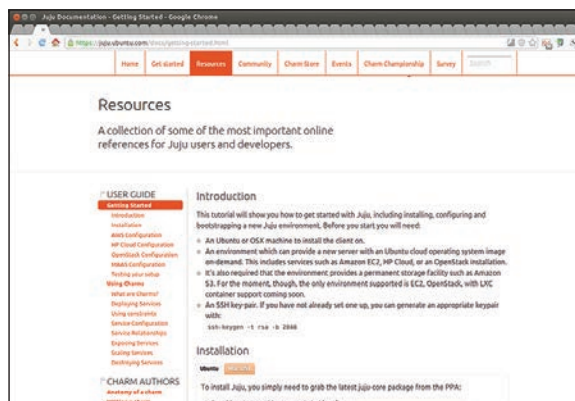 Juju Documentation - Getting Started - Google Chrome
https://juju.ubuntu.com/docs/getting-started.html
Home Get started Resources Community Charm Store Events Charm Championship Survey Search
Resources
A collection of some of the most important online
references for Juju users and developers.
USER GUIDE
Getting Started
Introduction
Installation
AWS Configuration
HP Cloud Configuration
OpenStack Configuration
MAAS Configuration
Testing your setup
Using Charms
What are Charms?
Deploying Services
Using constraints
Service Configuration
Service Relationships
Exposing Services
Scaling Services
Destroying Services
CHARM AUTHORS
Anatomy of a charm
Introduction
This tutorial will show you how to get started with Juju, including installing, configuring and
bootstrapping a new Juju environment. Before you start you will need:
An Ubuntu or OSX machine to install the client on.
An environment which can provide a new server with an Ubuntu cloud operating system image
on-demand. This includes services such as Amazon EC2, HP Cloud, or an OpenStack installation.
It's also required that the environment provides a permanent storage facility such as Amazon
S3. For the moment, though, the only environment supported is EC2, OpenStack, with LXC
container support coming soon.
An SSH key-pair. If you have not already set one up, you can generate an appropriate keypair
with:
ssh-keygen -t rsa -b 2048
Installation
Ubuntu
To install Juju, you simply need to grab the latest juju-core package from the PPA: